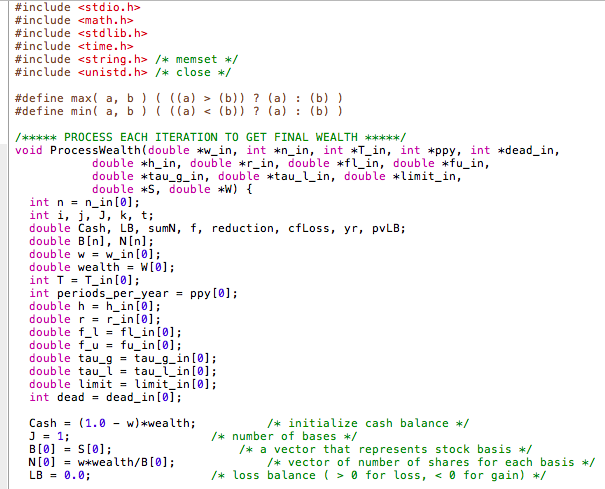 #include <stdio.h>
#include <math.h>
#include <stdlib.h>
#include <time.h>
#include <string.h> /* memset */
#include <unistd.h> /* close */
#define max( a, b ) ( ((a) > (b)) ? (a) : (b) )
#define min( a, b ) ( ((a) < (b)) ? (a) : (b) )
/***** PROCESS EACH ITERATION TO GET FINAL WEALTH *****/
void ProcessWealth(double *w_in, int *n_in, int *T_in, int *ppy, int *dead_in,
double *h_in, double *r_in, double *fl_in, double *fu_in,
double *tau_g_in, double *tau_l_in, double *limit_in,
double *S, double *W) {
int n = n_in[0];
int i, j, J, k, t;
double Cash, LB, sumN, f, reduction, cfLoss, yr, pvLB;
double B[n], N[n];
double w = w_in[0];
double wealth = W[0];
int T = T_in[0];
int periods_per_year = ppy[0];
double h = h_in[0];
double r = r_in[0];
double f_l = fl_in[0];
double f_u = fu_in[0];
double tau_g = tau_g_in[0];
double tau_l = tau_l_in[0];
double limit = limit_in[0];
int dead = dead_in[0];
Cash = (1.0 - w)*wealth; /* initialize cash balance */
J = 1; /* number of bases */
B[0] = S[0]; /* a vector that represents stock basis */
N[0] = w*wealth/B[0]; /* vector of number of shares for each basis */
LB = 0.0; /* loss balance ( > 0 for loss, < 0 for gain) */